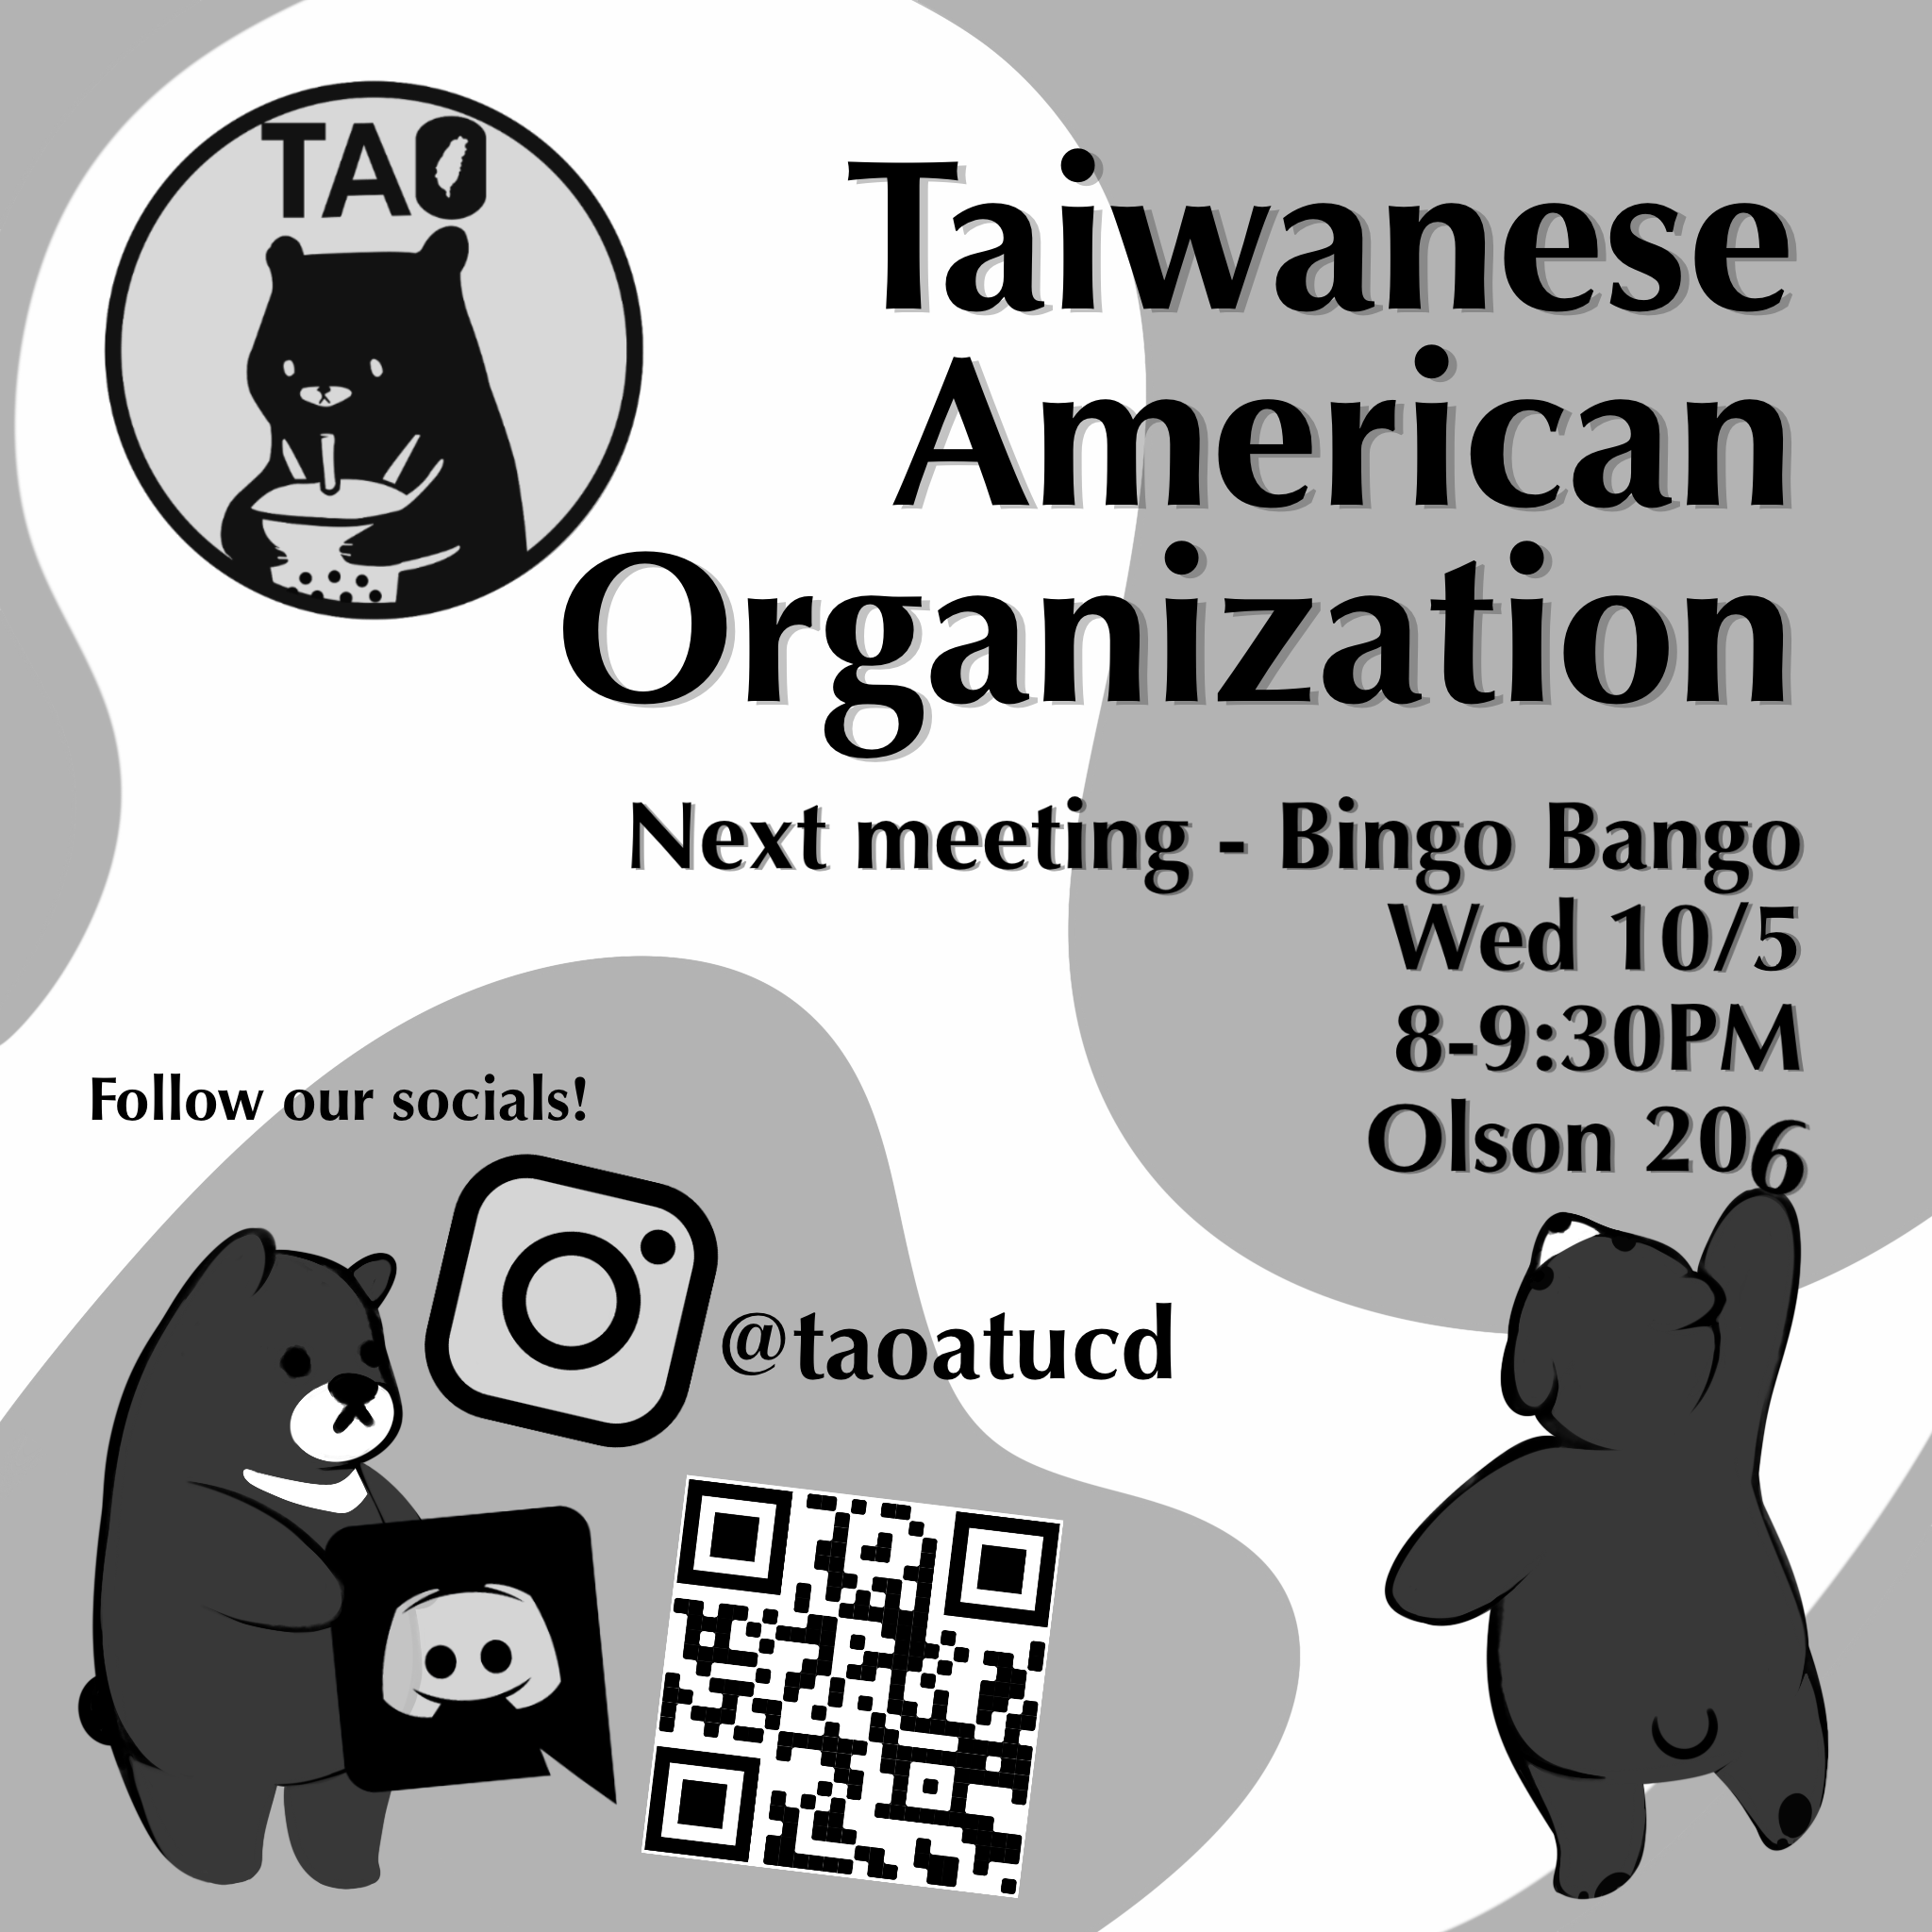 TAO
Taiwanese
American
Organization
Next meeting - Bingo Bango
Wed 10/5
8-9:30PM
Olson 206
Follow our socials!
@taoatucd